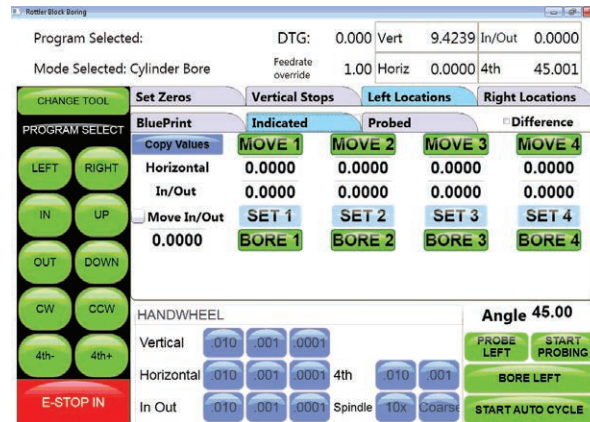 Rottler Block Boring
Program Selected: DTG: 0.000 Vert 9.4239 In/Out 0.0000
Mode Selected: Cylinder Bore Feedrate override 1.00 Horiz 0.0000 4th 45.001
CHANGE TOOL Set Zeros Vertical Stops Left Locations Right Locations
PROGRAM SELECT BluePrint Indicated Probed Difference
Copy Values MOVE 1 MOVE 2 MOVE 3 MOVE 4
LEFT RIGHT Horizontal 0.0000 0.0000 0.0000 0.0000
In/Out 0.0000 0.0000 0.0000 0.0000
IN UP Move In/Out SET 1 SET 2 SET 3 SET 4
0.0000 BORE 1 BORE 2 BORE 3 BORE 4
OUT DOWN
CW CCW HANDWHEEL Angle 45.00
Vertical .010 .001 .0001 PROBE LEFT START PROBING
4th- 4th+
Horizontal .010 .001 .0001 4th .010 .001 BORE LEFT
E-STOP IN In Out .010 .001 .0001 Spindle 10x Coarse START AUTO CYCLE